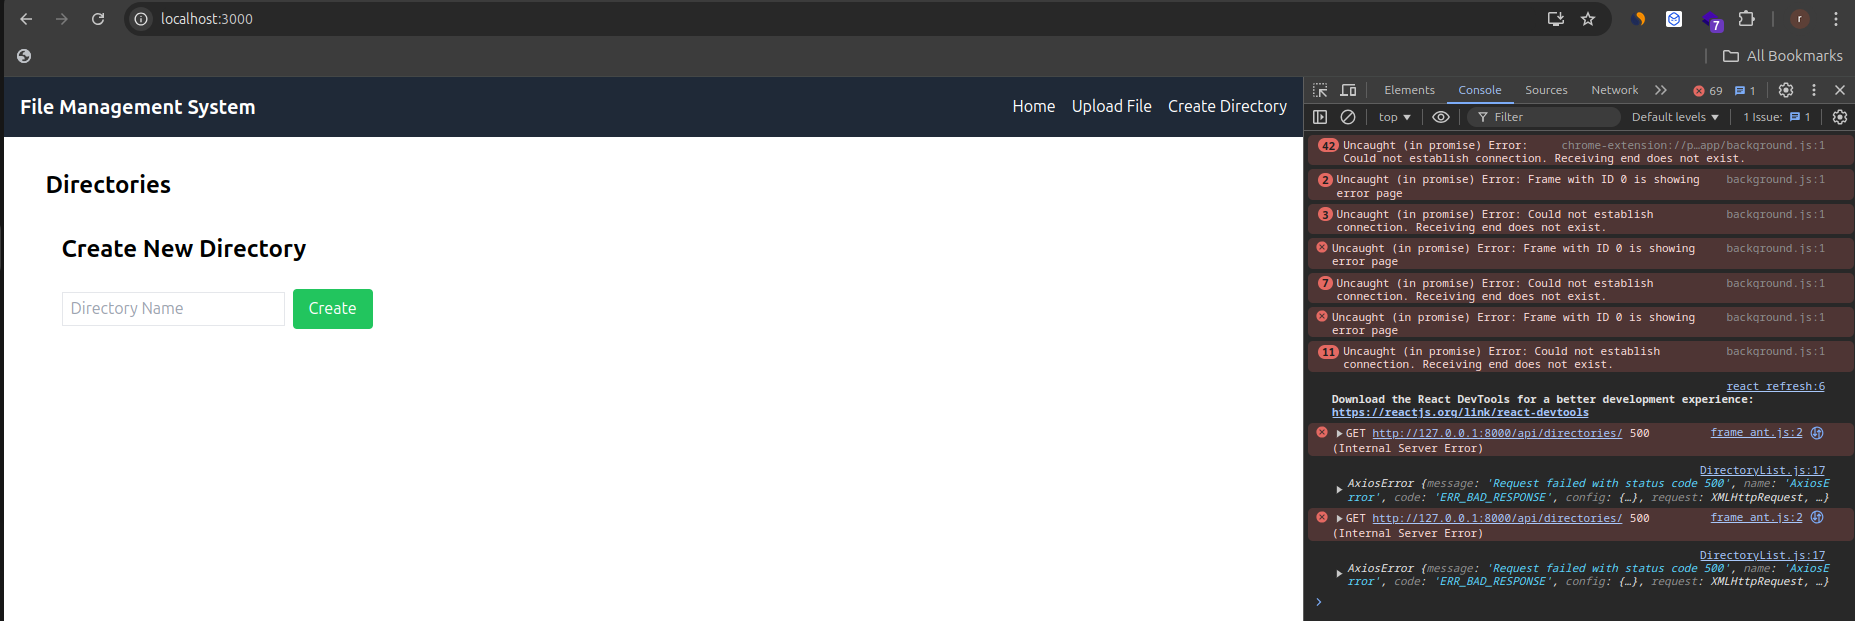 localhost:3000
7
r
All Bookmarks
File Management System
Home Upload File Create Directory
Directories
Create New Directory
Directory Name
Create
Elements Console Sources Network 69 1
top Filter Default levels 1 Issue: 1
42 Uncaught (in promise) Error: chrome-extension://p…app/background.js:1
Could not establish connection. Receiving end does not exist.
2 Uncaught (in promise) Error: Frame with ID 0 is showing background.js:1
error page
3 Uncaught (in promise) Error: Could not establish background.js:1
connection. Receiving end does not exist.
Uncaught (in promise) Error: Frame with ID 0 is showing background.js:1
error page
7 Uncaught (in promise) Error: Could not establish background.js:1
connection. Receiving end does not exist.
Uncaught (in promise) Error: Frame with ID 0 is showing background.js:1
error page
11 Uncaught (in promise) Error: Could not establish background.js:1
connection. Receiving end does not exist.
react refresh:6
Download the React DevTools for a better development experience:
https://reactjs.org/link/react-devtools
GET http://127.0.0.1:8000/api/directories/ 500 frame ant.js:2
(Internal Server Error)
DirectoryList.js:17
AxiosError {message: 'Request failed with status code 500', name: 'AxiosE
rror', code: 'ERR_BAD_RESPONSE', config: {…}, request: XMLHttpRequest, …}
GET http://127.0.0.1:8000/api/directories/ 500 frame ant.js:2
(Internal Server Error)
DirectoryList.js:17
AxiosError {message: 'Request failed with status code 500', name: 'AxiosE
rror', code: 'ERR_BAD_RESPONSE', config: {…}, request: XMLHttpRequest, …}